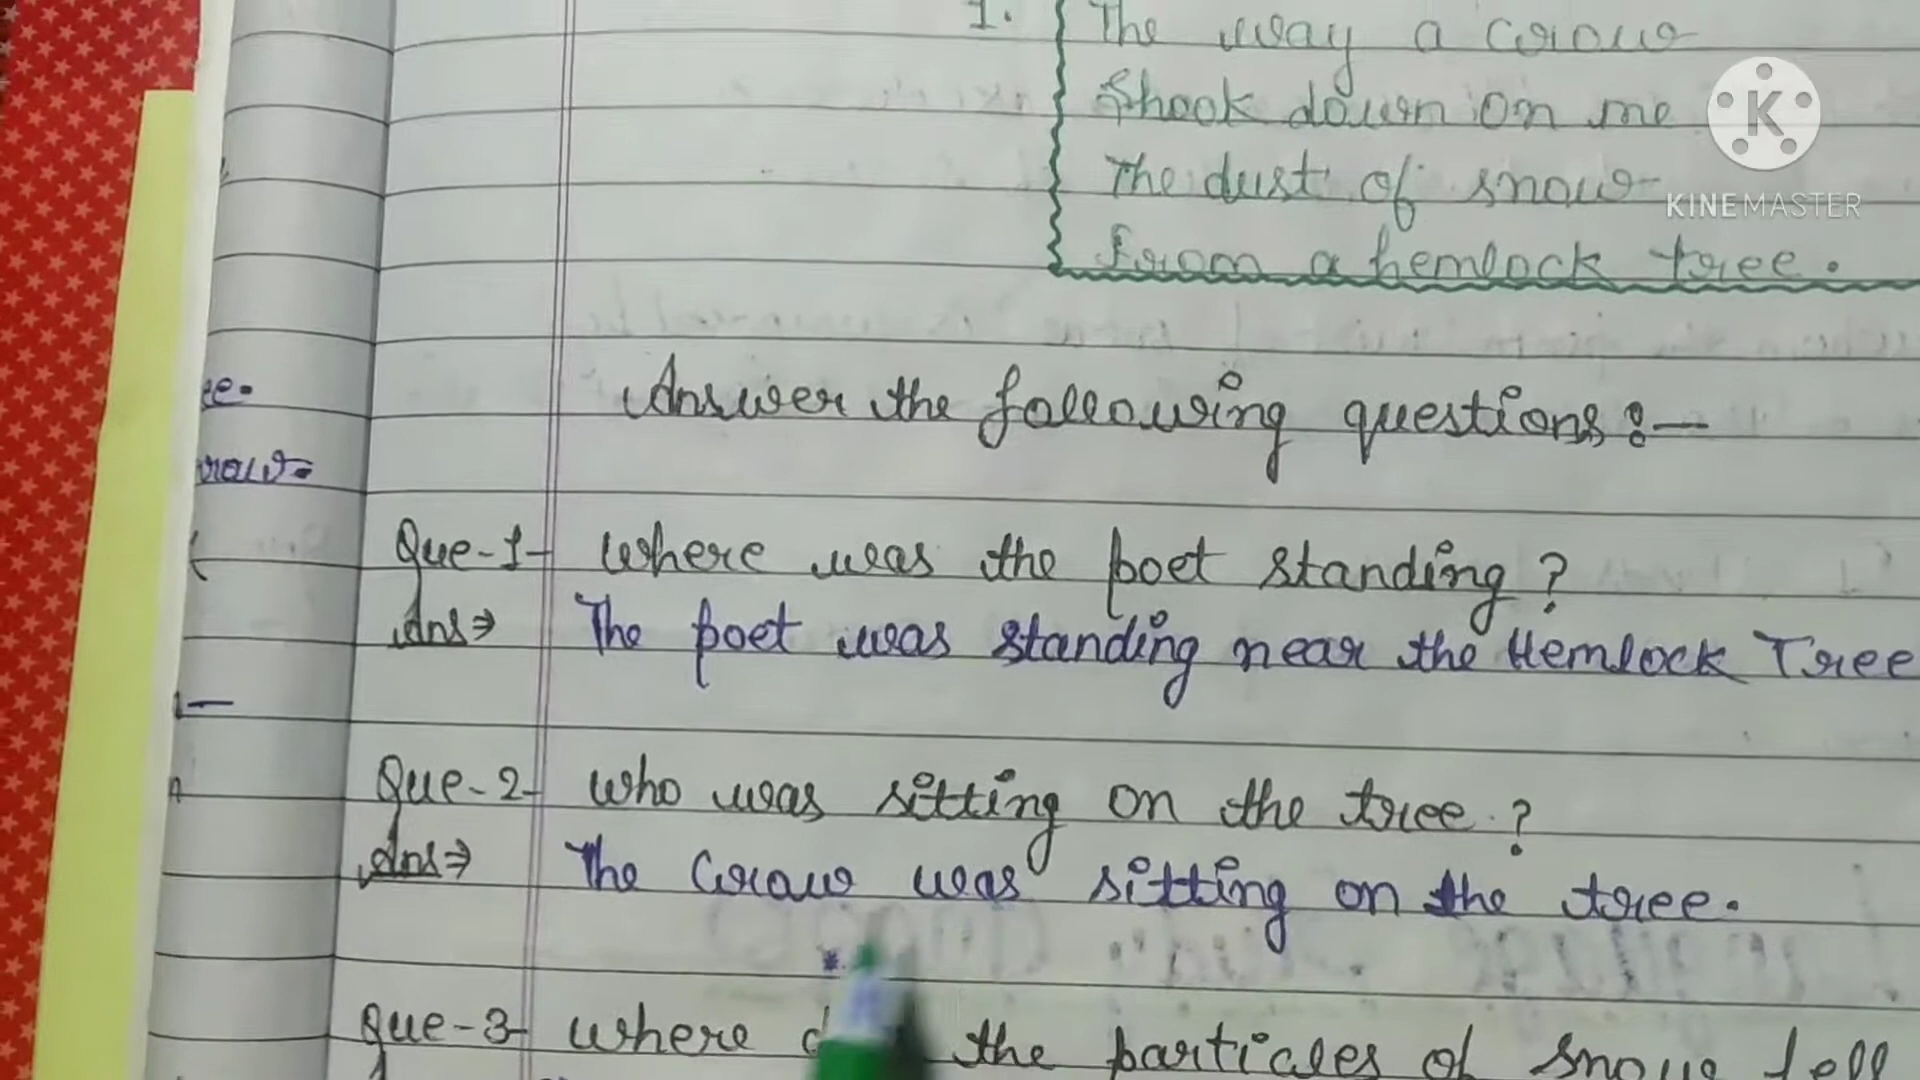 1. The way a crow
Shook down on me
The dust of snow
From a hemlock tree.
KINEMASTER
ee.
row.
Answer the following questions :-
Que-1- where was the poet standing ?
Ans⇒ The poet was standing near the Hemlock Tree
Que-2- who was sitting on the tree ?
Ans⇒ The Crow was sitting on the tree.
Que-3- where the particles of snow fell